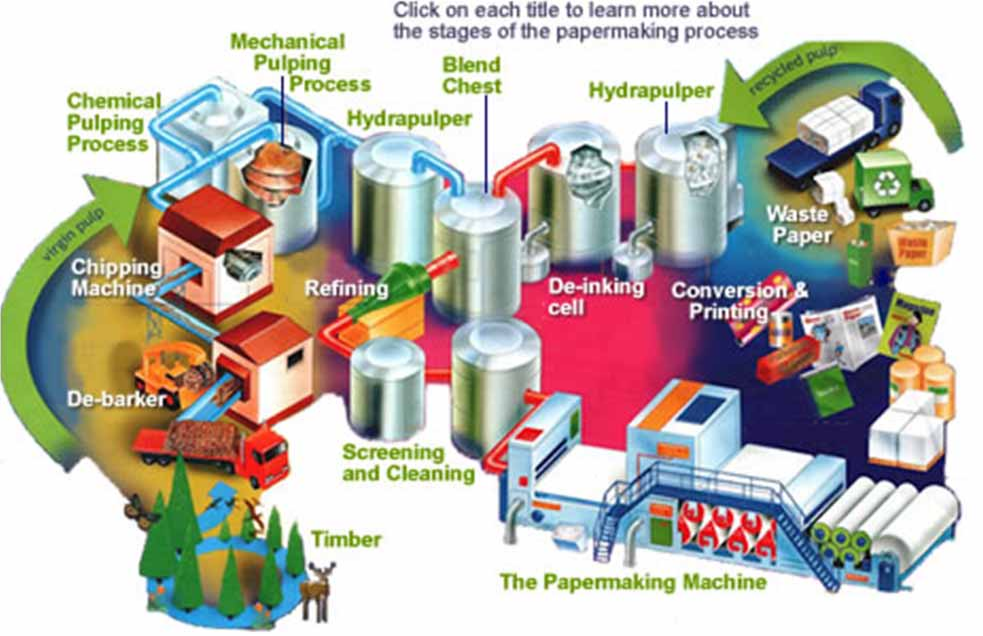 Click on each title to learn more about
the stages of the papermaking process
Mechanical
Pulping
Process
Blend
Chest
Hydrapulper
recycled pulp
Chemical
Pulping
Process
Hydrapulper
virgin pulp
Waste
Paper
Waste
Paper
Chipping
Machine
Refining
De-inking
cell
Conversion &
Printing
De-barker
Screening
and Cleaning
Timber
The Papermaking Machine